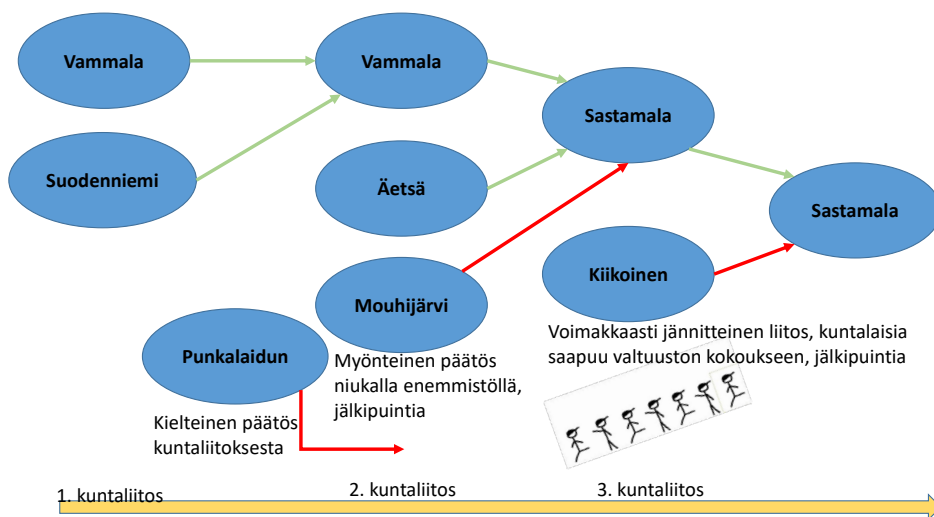 Vammala
Vammala
Sastamala
Suodenniemi
Äetsä
Sastamala
Kiikoinen
Mouhijärvi
Punkalaidun
Voimakkaasti jännitteinen liitos, kuntalaisia
saapuu valtuuston kokoukseen, jälkipuintia
Myönteinen päätös
niukalla enemmistöllä,
jälkipuintia
Kielteinen päätös
kuntaliitoksesta
1. kuntaliitos
2. kuntaliitos
3. kuntaliitos